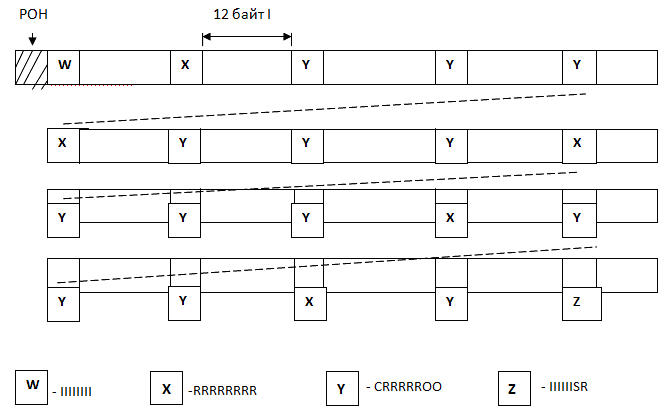 РОН 12 байт I
W X Y Y Y
X Y Y Y X
Y Y Y X Y
Y Y X Y Z
W - IIIIIIII X -RRRRRRRR Y - CRRRRROO Z - IIIIIISR